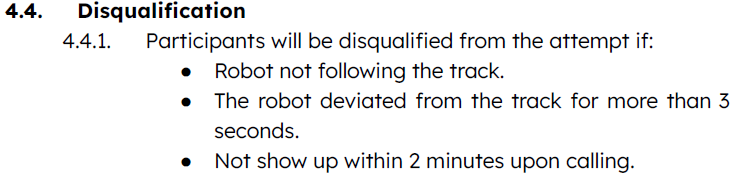 4.4. Disqualification
4.4.1. Participants will be disqualified from the attempt if:
● Robot not following the track.
● The robot deviated from the track for more than 3
seconds.
● Not show up within 2 minutes upon calling.